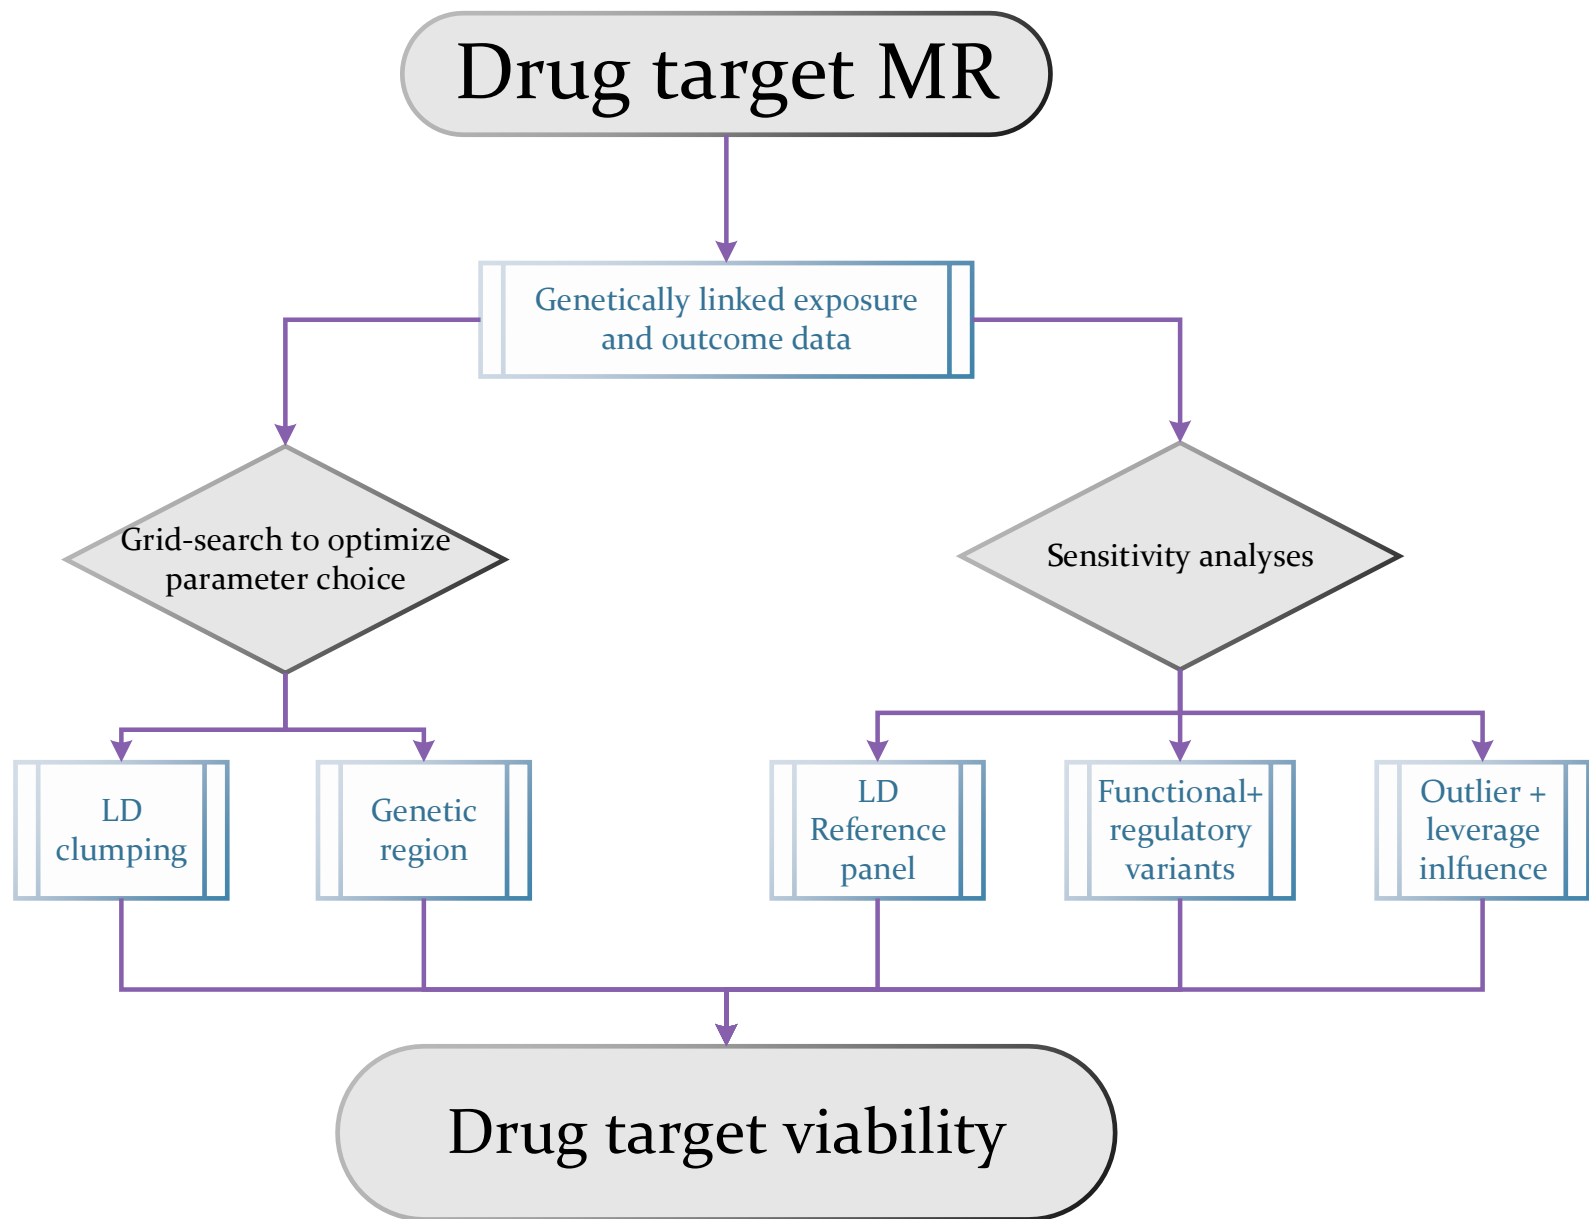 Drug target MR
Genetically linked exposure
and outcome data
Grid-search to optimize
parameter choice
Sensitivity analyses
LD
clumping
Genetic
region
LD
Reference
panel
Functional+
regulatory
variants
Outlier +
leverage
inlfuence
Drug target viability